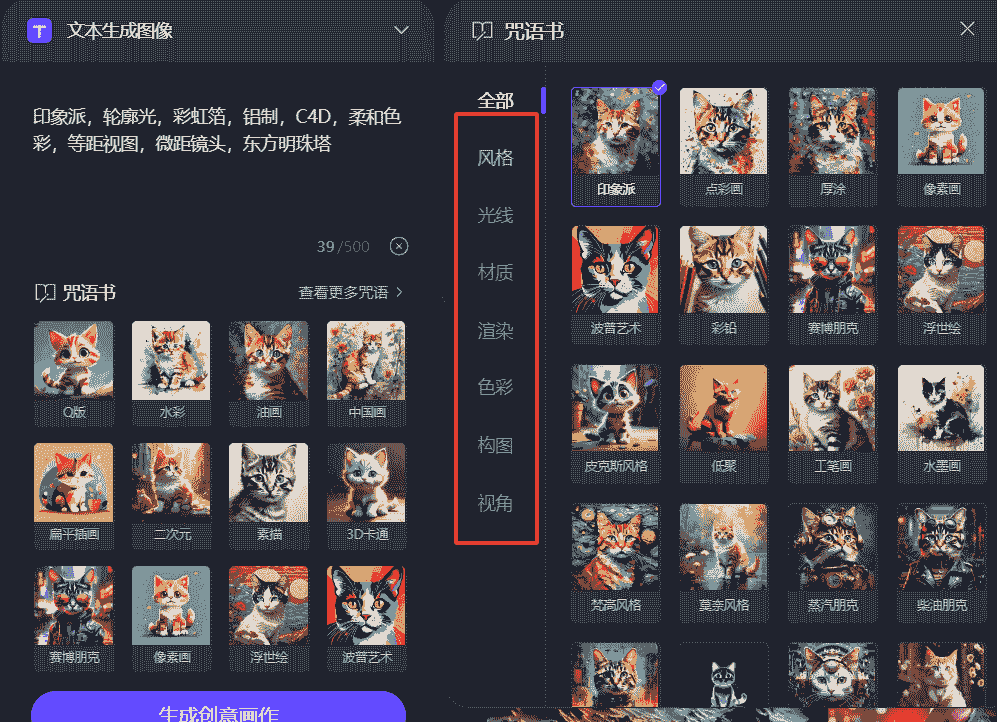 T 文本生成图像
印象派，轮廓光，彩虹箔，铝制，C4D，柔和色
彩，等距视图，微距镜头，东方明珠塔
39/500
咒语书 查看更多咒语
Q版 水彩 油画 中国画
扁平插画 二次元 素描 3D卡通
赛博朋克 像素画 浮世绘 波普艺术
生成创意画作
咒语书
全部
风格
光线
材质
渲染
色彩
构图
视角
印象派 点彩画 厚涂 像素画
波普艺术 彩铅 赛博朋克 浮世绘
皮克斯风格 低聚 工笔画 水墨画
梵高风格 莫奈风格 蒸汽朋克 柴油朋克